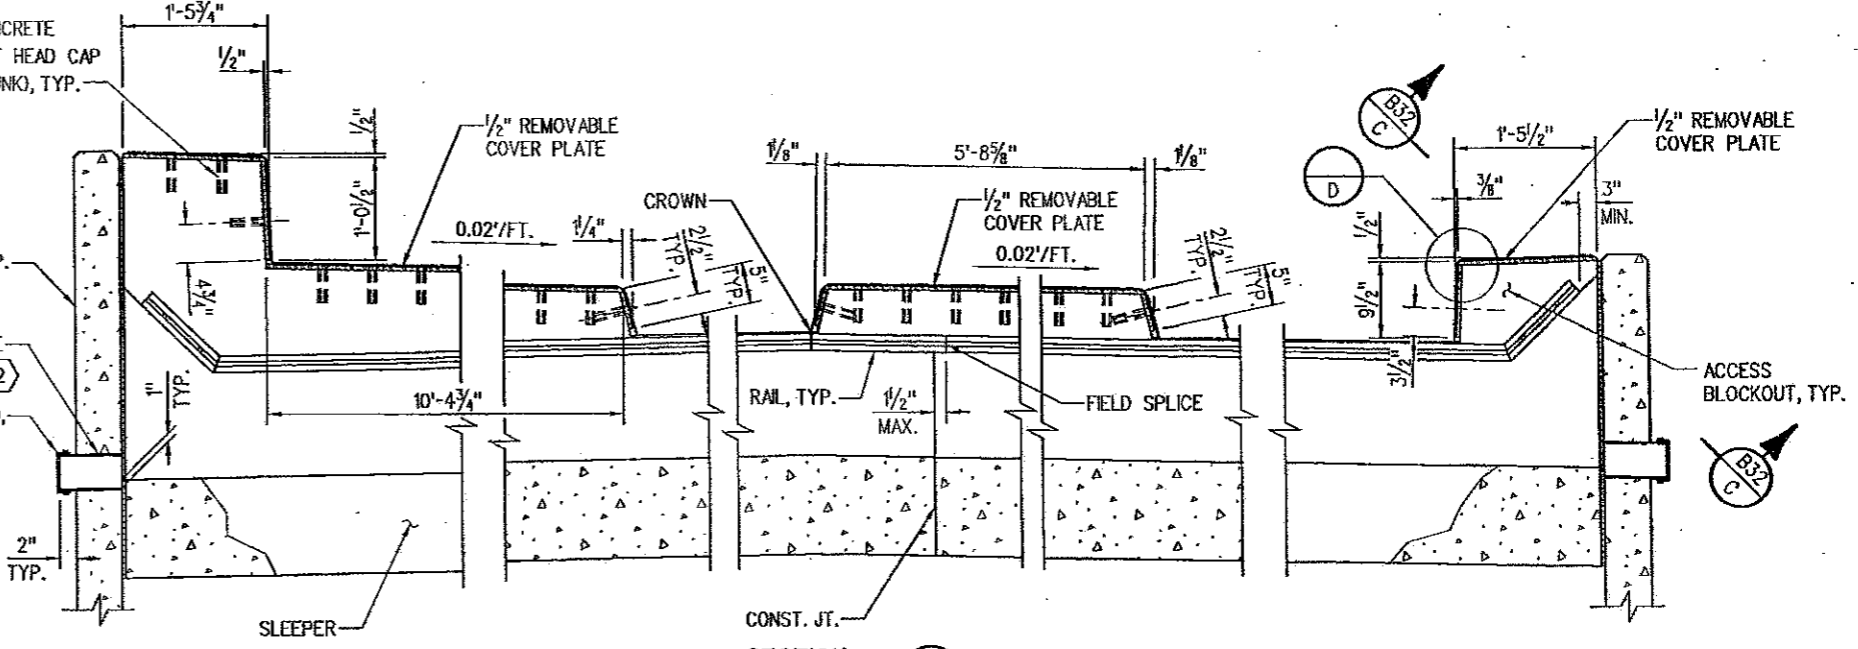 1'-5¾"
CRETE
HEAD CAP
NK), TYP.
½"
½"
1'-0½"
½" REMOVABLE
COVER PLATE
0.02'/FT.
1¼"
4¾"
2½"
TYP.
5"
TYP.
CROWN
1⅛"
5'-8⅝"
1⅛"
½" REMOVABLE
COVER PLATE
0.02'/FT.
2½"
TYP.
5"
TYP.
B32
C
D
1'-5½"
½" REMOVABLE
COVER PLATE
⅜"
3"
MIN.
½"
9½"
3½"
ACCESS
BLOCKOUT, TYP.
B32
C
1"
TYP.
10'-4¾"
RAIL, TYP.
1½"
MAX.
FIELD SPLICE
2"
TYP.
SLEEPER
CONST. JT.